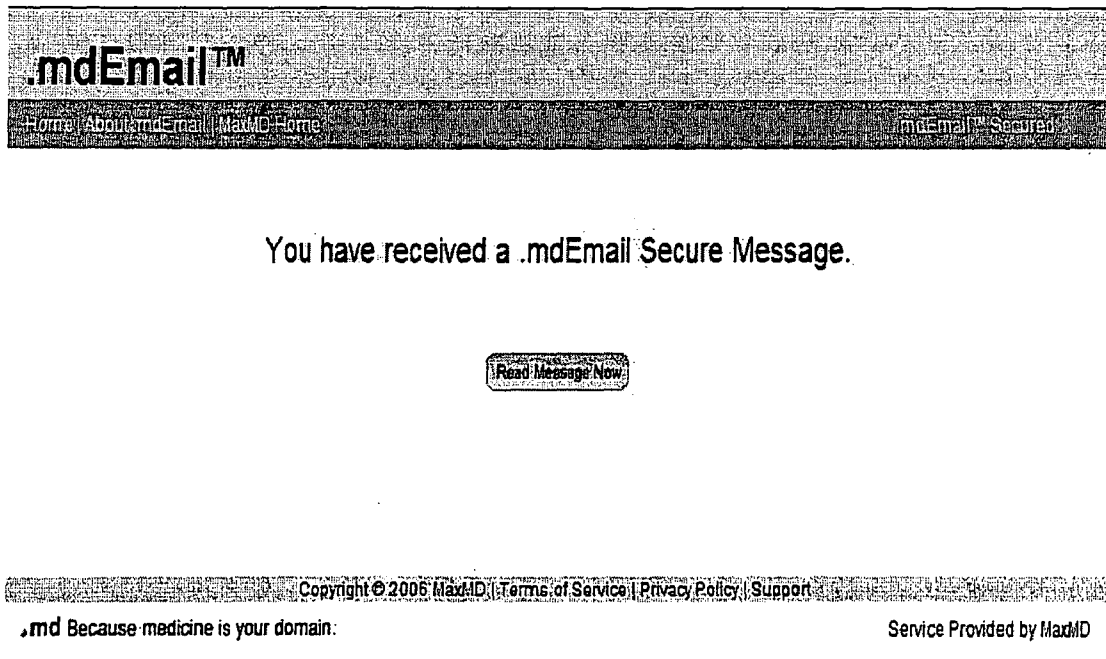 .mdEmail™
Home | About .mdEmail | MaxMD Home
.mdEmail™ Secured
You have received a .mdEmail Secure Message.
Read Message Now
Copyright © 2006 MaxMD | Terms of Service | Privacy Policy | Support
.md Because medicine is your domain.
Service Provided by MaxMD